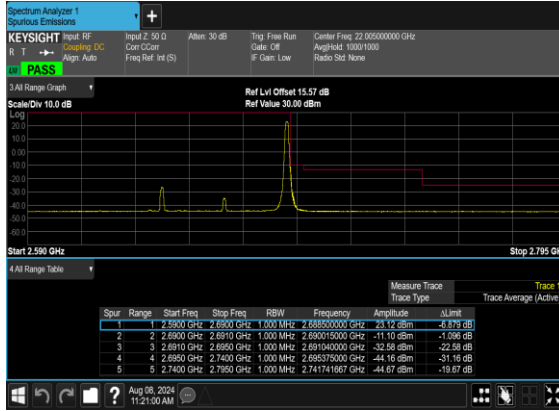 Spectrum Analyzer 1
Spurious Emissions
+
KEYSIGHT Input: RF Input Z: 50 Ω Atten: 30 dB Trig: Free Run Center Freq: 22.005000000 GHz
R T Coupling: DC Corr CCorr Gate: Off Avg|Hold: 1000/1000
Align: Auto Freq Ref: Int (S) IF Gain: Low Radio Std: None
PASS
3 All Range Graph
Ref Lvl Offset 15.57 dB
Scale/Div 10.0 dB Ref Value 30.00 dBm
Log
20.0
10.0
0.00
-10.0
-20.0
-30.0
-40.0
-50.0
-60.0
Start 2.590 GHz Stop 2.795 GH
4 All Range Table
Measure Trace Trace 1
Trace Type Trace Average (Active
Spur Range Start Freq Stop Freq RBW Frequency Amplitude ΔLimit
1 1 2.5900 GHz 2.6900 GHz 1.000 MHz 2.688500000 GHz 23.12 dBm -6.879 dB
2 2 2.6900 GHz 2.6910 GHz 1.000 MHz 2.690015000 GHz -11.10 dBm -1.096 dB
3 3 2.6910 GHz 2.6950 GHz 1.000 MHz 2.691040000 GHz -32.58 dBm -22.58 dB
4 4 2.6950 GHz 2.7400 GHz 1.000 MHz 2.695375000 GHz -44.16 dBm -31.16 dB
5 5 2.7400 GHz 2.7950 GHz 1.000 MHz 2.741741667 GHz -44.67 dBm -19.67 dB
? Aug 08, 2024
11:21:00 AM